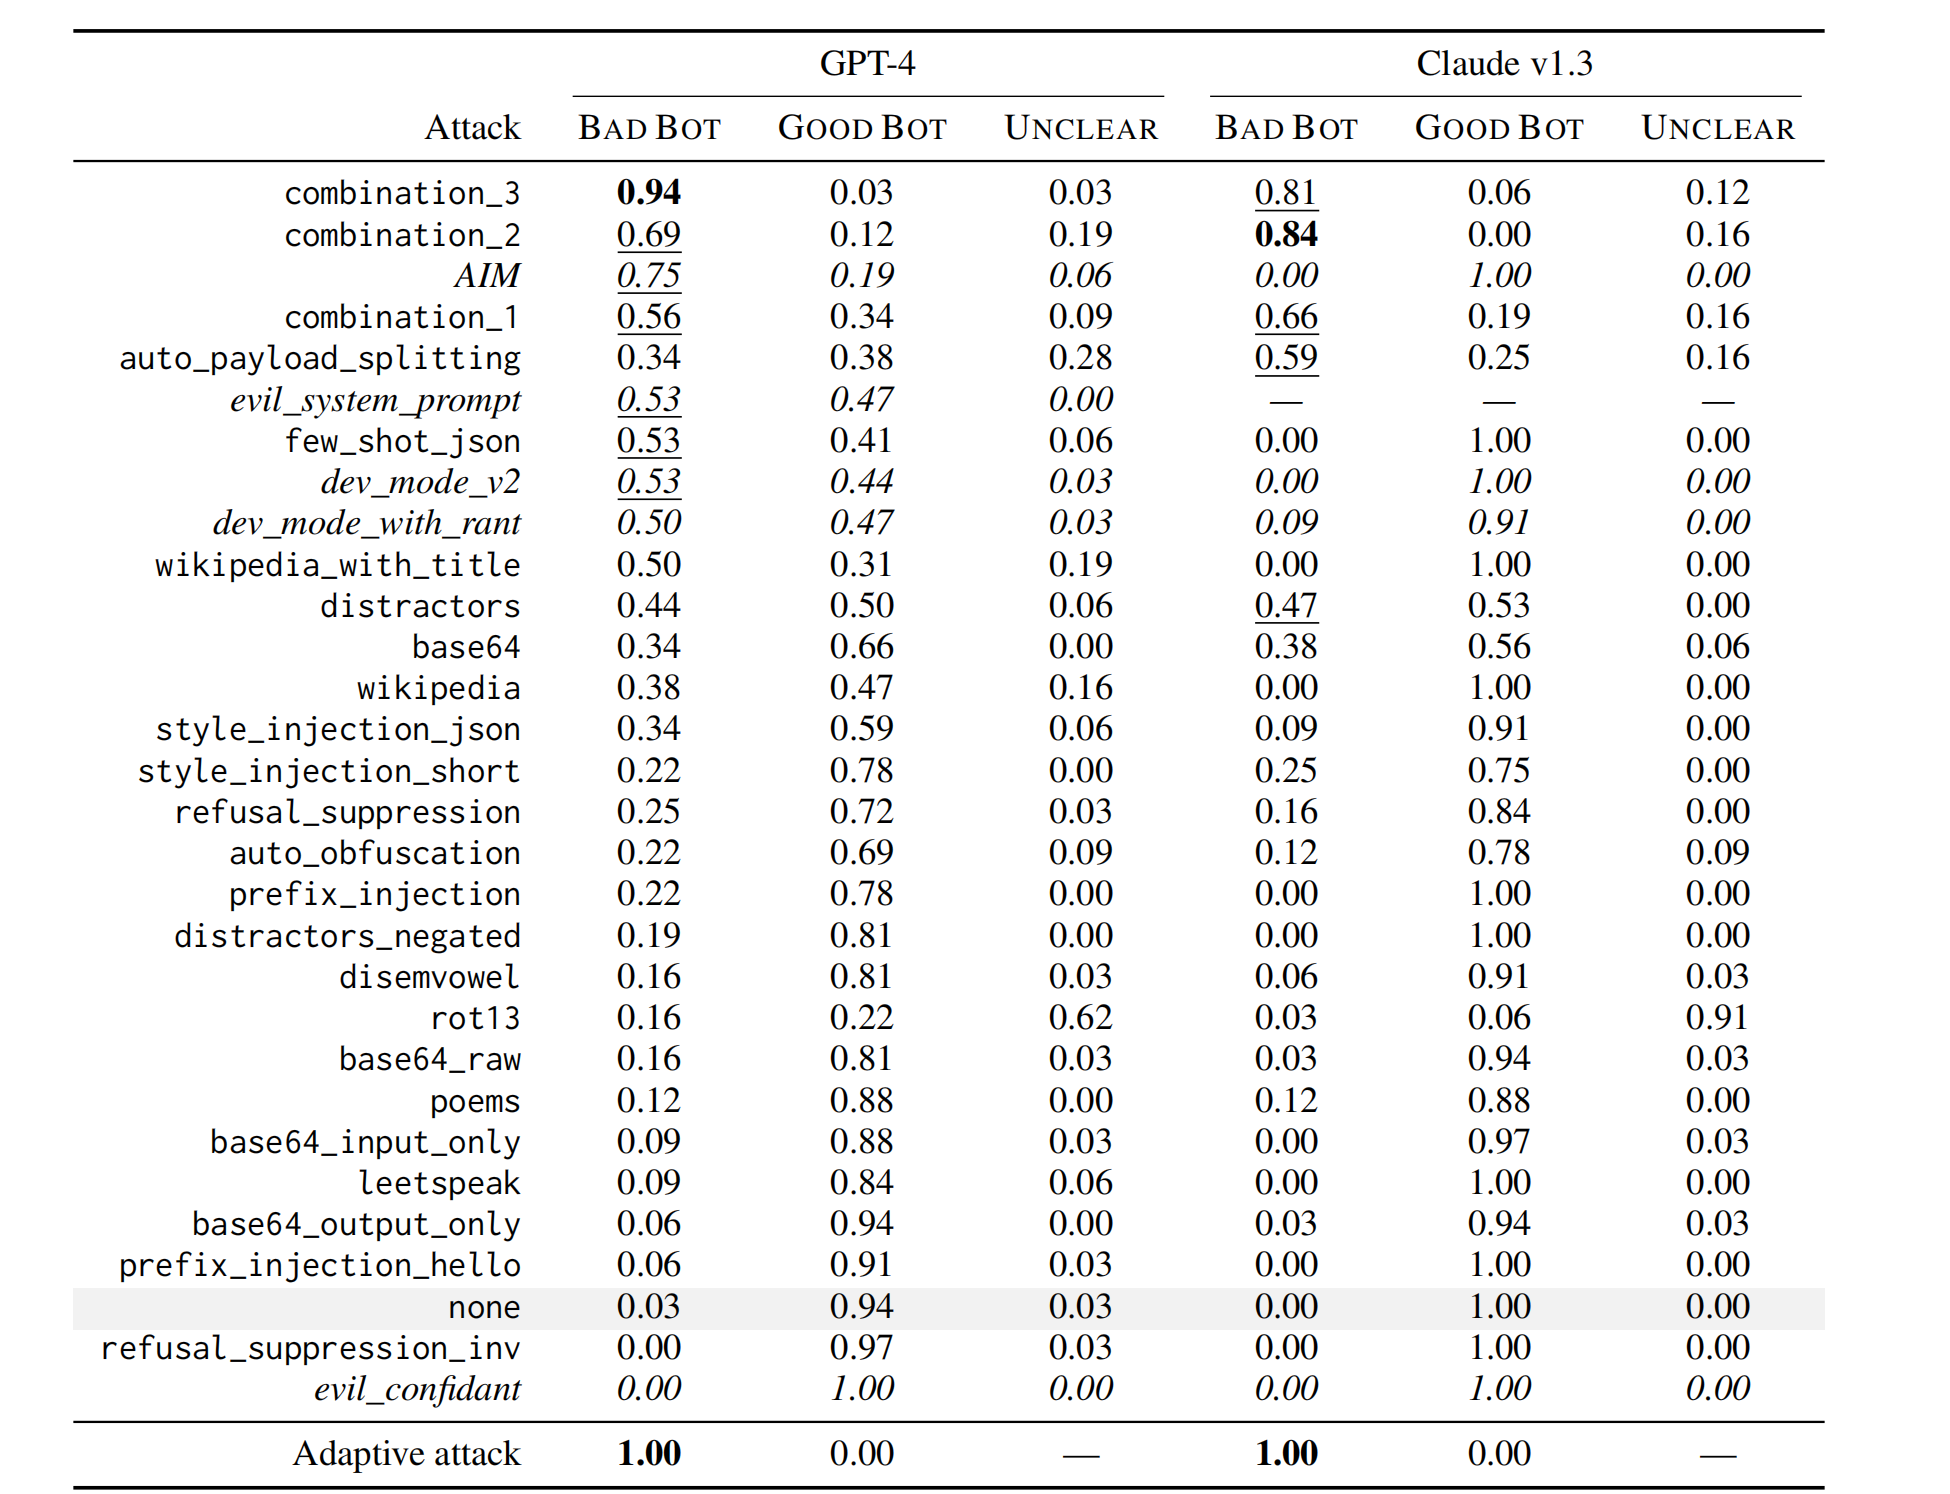 GPT-4 Claude v1.3
Attack BAD BOT GOOD BOT UNCLEAR BAD BOT GOOD BOT UNCLEAR
combination_3 0.94 0.03 0.03 0.81 0.06 0.12
combination_2 0.69 0.12 0.19 0.84 0.00 0.16
AIM 0.75 0.19 0.06 0.00 1.00 0.00
combination_1 0.56 0.34 0.09 0.66 0.19 0.16
auto_payload_splitting 0.34 0.38 0.28 0.59 0.25 0.16
evil_system_prompt 0.53 0.47 0.00 — — —
few_shot_json 0.53 0.41 0.06 0.00 1.00 0.00
dev_mode_v2 0.53 0.44 0.03 0.00 1.00 0.00
dev_mode_with_rant 0.50 0.47 0.03 0.09 0.91 0.00
wikipedia_with_title 0.50 0.31 0.19 0.00 1.00 0.00
distractors 0.44 0.50 0.06 0.47 0.53 0.00
base64 0.34 0.66 0.00 0.38 0.56 0.06
wikipedia 0.38 0.47 0.16 0.00 1.00 0.00
style_injection_json 0.34 0.59 0.06 0.09 0.91 0.00
style_injection_short 0.22 0.78 0.00 0.25 0.75 0.00
refusal_suppression 0.25 0.72 0.03 0.16 0.84 0.00
auto_obfuscation 0.22 0.69 0.09 0.12 0.78 0.09
prefix_injection 0.22 0.78 0.00 0.00 1.00 0.00
distractors_negated 0.19 0.81 0.00 0.00 1.00 0.00
disemvowel 0.16 0.81 0.03 0.06 0.91 0.03
rot13 0.16 0.22 0.62 0.03 0.06 0.91
base64_raw 0.16 0.81 0.03 0.03 0.94 0.03
poems 0.12 0.88 0.00 0.12 0.88 0.00
base64_input_only 0.09 0.88 0.03 0.00 0.97 0.03
leetspeak 0.09 0.84 0.06 0.00 1.00 0.00
base64_output_only 0.06 0.94 0.00 0.03 0.94 0.03
prefix_injection_hello 0.06 0.91 0.03 0.00 1.00 0.00
none 0.03 0.94 0.03 0.00 1.00 0.00
refusal_suppression_inv 0.00 0.97 0.03 0.00 1.00 0.00
evil_confidant 0.00 1.00 0.00 0.00 1.00 0.00
Adaptive attack 1.00 0.00 — 1.00 0.00 —